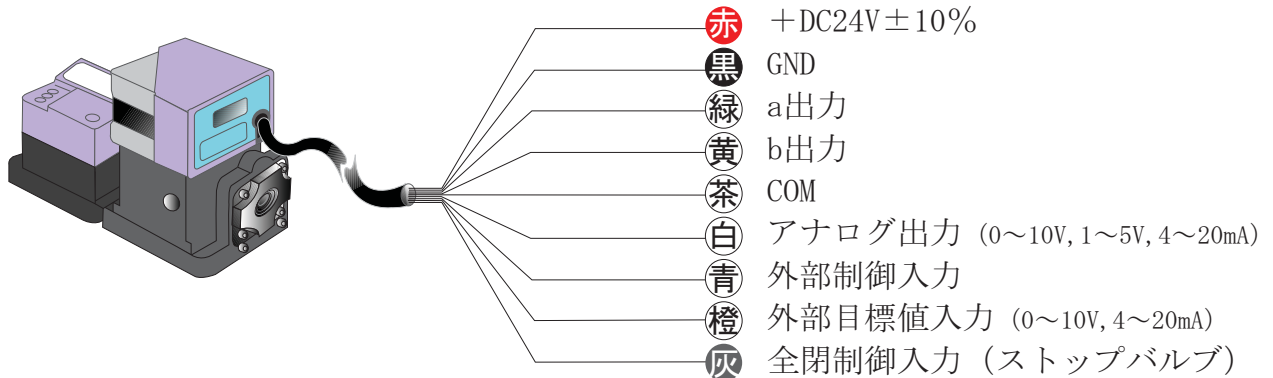 赤 ＋DC24V±10％
黒 GND
緑 a出力
黄 b出力
茶 COM
白 アナログ出力 (0～10V, 1～5V, 4～20mA)
青 外部制御入力
橙 外部目標値入力 (0～10V, 4～20mA)
灰 全閉制御入力（ストップバルブ）